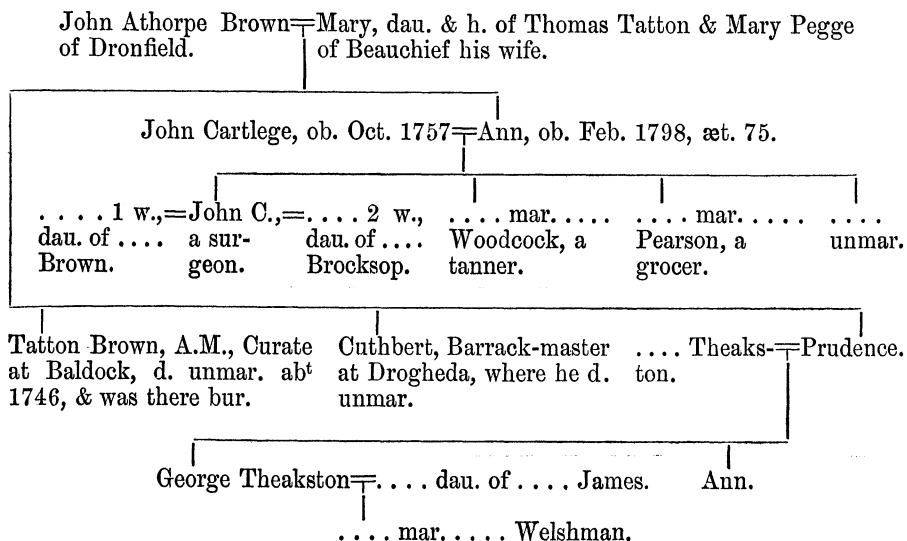 John Athorpe Brown=Mary, dau. & h. of Thomas Tatton & Mary Pegge
of Dronfield. of Beauchief his wife.
John Cartlege, ob. Oct. 1757=Ann, ob. Feb. 1798, æt. 75.
. . . . 1 w.,=John C.,=. . . . 2 w., . . . . mar. . . . . . . . . mar. . . . . . . . .
dau. of . . . . a sur- dau. of . . . . Woodcock, a Pearson, a unmar.
Brown. geon. Brocksop. tanner. grocer.
Tatton Brown, A.M., Curate Cuthbert, Barrack-master . . . . Theaks-=Prudence.
at Baldock, d. unmar. abᵗ at Drogheda, where he d. ton.
1746, & was there bur. unmar.
George Theakston=. . . . dau. of . . . . James. Ann.
. . . . mar. . . . . Welshman.